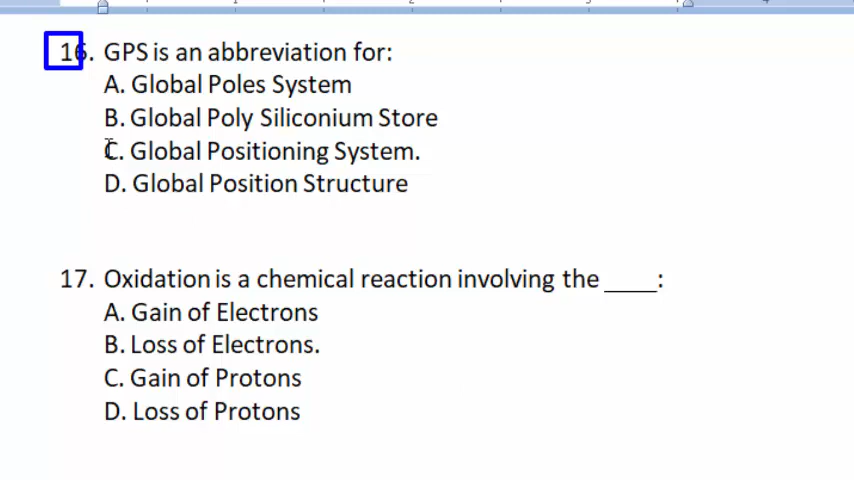 16. GPS is an abbreviation for:
A. Global Poles System
B. Global Poly Siliconium Store
C. Global Positioning System.
D. Global Position Structure
17. Oxidation is a chemical reaction involving the ____:
A. Gain of Electrons
B. Loss of Electrons.
C. Gain of Protons
D. Loss of Protons